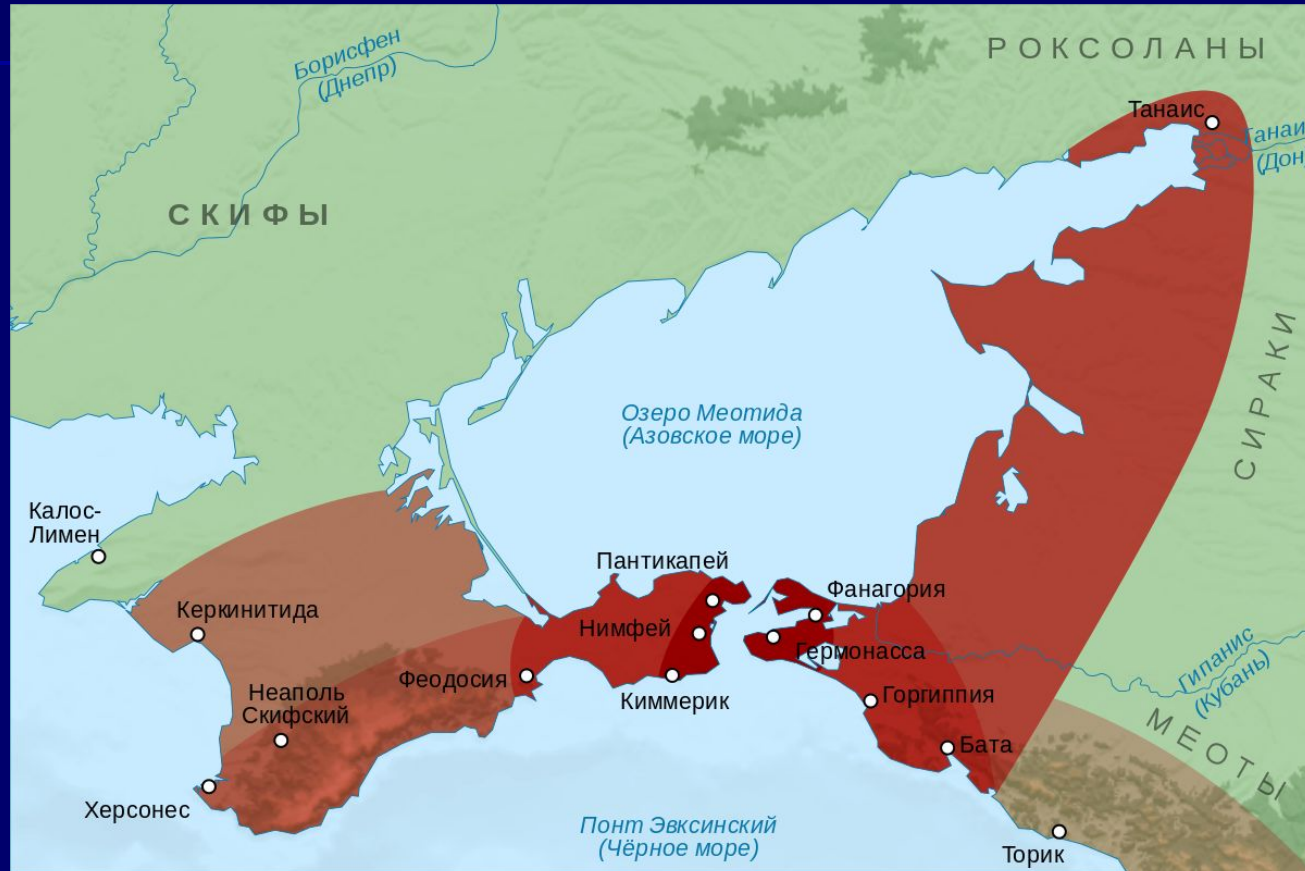 РОКСОЛАНЫ
Борисфен
(Днепр)
Танаис
(Дон
СКИФЫ
СИРАКИ
Озеро Меотида
(Азовское море)
Калос-
Лимен
Пантикапей
Фанагория
Керкинитида
Нимфей
Гермонасса
Гипанис
(Кубань)
Феодосия
Неаполь
Скифский
Киммерик
Горгиппия
МЕОТЫ
Бата
Херсонес
Понт Эвксинский
(Чёрное море)
Торик